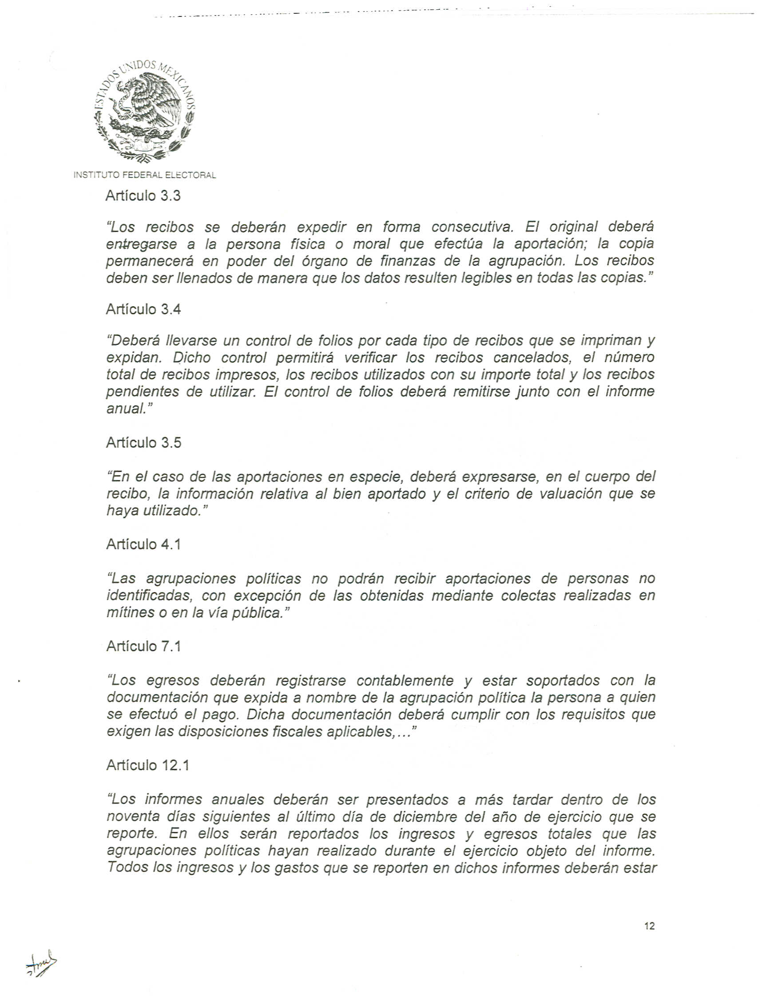 ESTADOS UNIDOS MEXICANOS
INSTITUTO FEDERAL ELECTORAL
Artículo 3.3
“Los recibos se deberán expedir en forma consecutiva. El original deberá
entregarse a la persona física o moral que efectúa la aportación; la copia
permanecerá en poder del órgano de finanzas de la agrupación. Los recibos
deben ser llenados de manera que los datos resulten legibles en todas las copias.”
Artículo 3.4
“Deberá llevarse un control de folios por cada tipo de recibos que se impriman y
expidan. Dicho control permitirá verificar los recibos cancelados, el número
total de recibos impresos, los recibos utilizados con su importe total y los recibos
pendientes de utilizar. El control de folios deberá remitirse junto con el informe
anual.”
Artículo 3.5
“En el caso de las aportaciones en especie, deberá expresarse, en el cuerpo del
recibo, la información relativa al bien aportado y el criterio de valuación que se
haya utilizado.”
Artículo 4.1
“Las agrupaciones políticas no podrán recibir aportaciones de personas no
identificadas, con excepción de las obtenidas mediante colectas realizadas en
mítines o en la vía pública.”
Artículo 7.1
“Los egresos deberán registrarse contablemente y estar soportados con la
documentación que expida a nombre de la agrupación política la persona a quien
se efectuó el pago. Dicha documentación deberá cumplir con los requisitos que
exigen las disposiciones fiscales aplicables,...”
Artículo 12.1
“Los informes anuales deberán ser presentados a más tardar dentro de los
noventa días siguientes al último día de diciembre del año de ejercicio que se
reporte. En ellos serán reportados los ingresos y egresos totales que las
agrupaciones políticas hayan realizado durante el ejercicio objeto del informe.
Todos los ingresos y los gastos que se reporten en dichos informes deberán estar
12